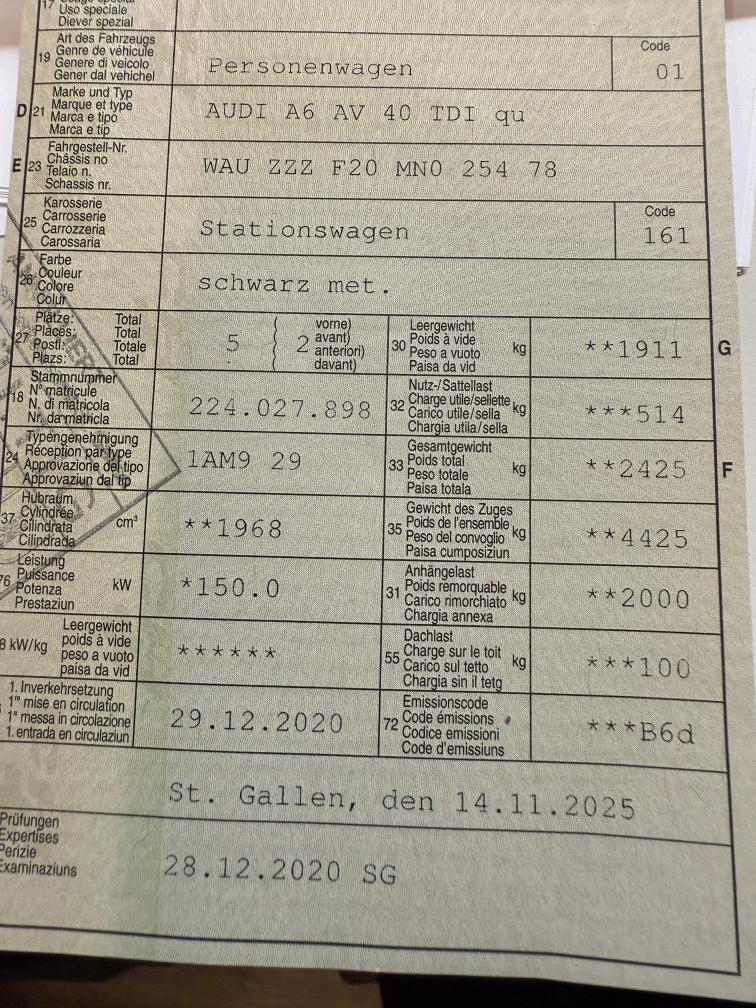 17
Uso speciale
Diever spezial
19 Art des Fahrzeugs
Genre de véhicule
Genere di veicolo
Gener dal vehichel
Personenwagen
Code
01
D 21 Marke und Typ
Marque et type
Marca e tipo
Marca e tip
AUDI A6 AV 40 TDI qu
E 23 Fahrgestell-Nr.
Châssis no
Telaio n.
Schassis nr.
WAU ZZZ F20 MN0 254 78
25 Karosserie
Carrosserie
Carrozzeria
Carossaria
Stationswagen
Code
161
26 Farbe
Couleur
Colore
Colur
schwarz met.
27 Plätze: Total
Places: Total
Posti: Totale
Plazs: Total
5 ( 2 vorne)
avant)
anteriori)
davant)
30 Leergewicht
Poids à vide
Peso a vuoto
Paisa da vid
kg
**1911
G
18 Stammnummer
N° matricule
N. di matricola
Nr. da matricla
224.027.898
32 Nutz-/Sattellast
Charge utile/sellette
Carico utile/sella
Chargia utila/sella
kg
***514
24 Typengenehmigung
Réception par type
Approvazione del tipo
Approvaziun dal tip
1AM9 29
33 Gesamtgewicht
Poids total
Peso totale
Paisa totala
kg
**2425
F
37 Hubraum
Cylindrée
Cilindrata
Cilindrada
cm³
**1968
35 Gewicht des Zuges
Poids de l'ensemble
Peso del convoglio
Paisa cumposiziun
kg
**4425
76 Leistung
Puissance
Potenza
Prestaziun
kW
*150.0
31 Anhängelast
Poids remorquable
Carico rimorchiato
Chargia annexa
kg
**2000
8 kW/kg Leergewicht
poids à vide
peso a vuoto
paisa da vid
******
55 Dachlast
Charge sur le toit
Carico sul tetto
Chargia sin il tetg
kg
***100
1. Inverkehrsetzung
1re mise en circulation
1a messa in circolazione
1. entrada en circulaziun
29.12.2020
72 Emissionscode
Code émissions
Codice emissioni
Code d'emissiuns
***B6d
St. Gallen, den 14.11.2025
Prüfungen
Expertises
Perizie
Examinaziuns
28.12.2020 SG